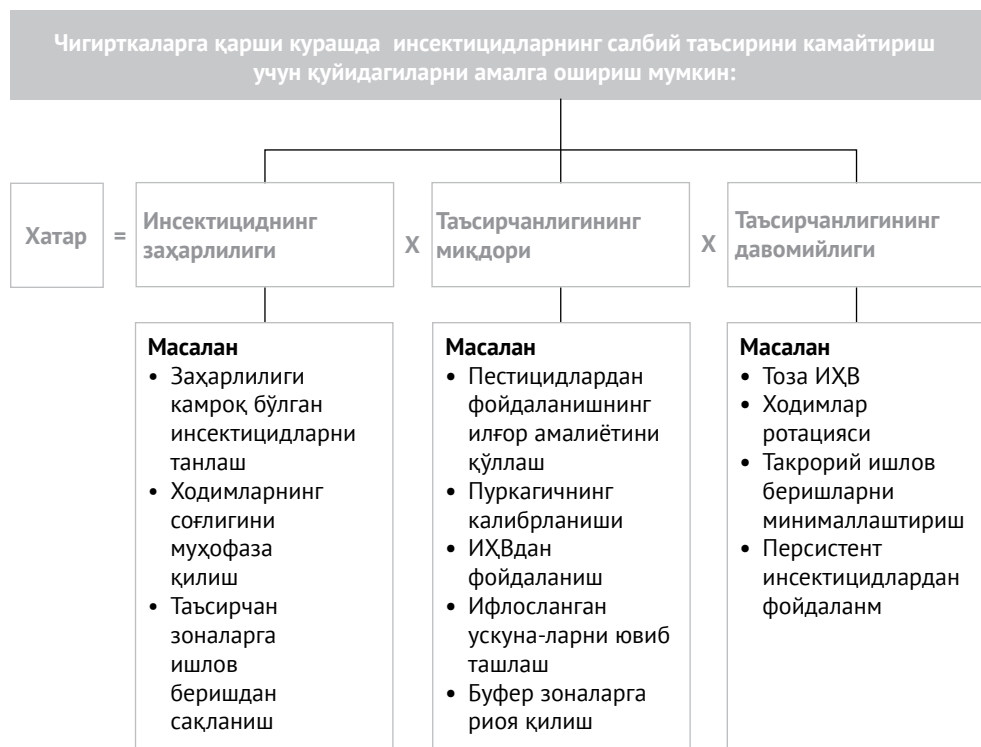 Чигирткаларга қарши курашда инсектицидларнинг салбий таъсирини камайтириш
учун қуйидагиларни амалга ошириш мумкин:
Хатар
=
Инсектициднинг
заҳарлилиги
X
Таъсирчанлигининг
миқдори
X
Таъсирчанлигининг
давомийлиги
Масалан
• Заҳарлилиги
камроқ бўлган
инсектицидларни
танлаш
• Ходимларнинг
соғлигини
муҳофаза
қилиш
• Таъсирчан
зоналарга
ишлов
беришдан
сақланиш
Масалан
• Пестицидлардан
фойдаланишнинг
илғор амалиётини
қўллаш
• Пуркагичнинг
калибрланиши
• ИҲВдан
фойдаланиш
• Ифлосланган
ускуна-ларни ювиб
ташлаш
• Буфер зоналарга
риоя қилиш
Масалан
• Тоза ИҲВ
• Ходимлар
ротацияси
• Такрорий ишлов
беришларни
минималлаштириш
• Персистент
инсектицидлардан
фойдаланм